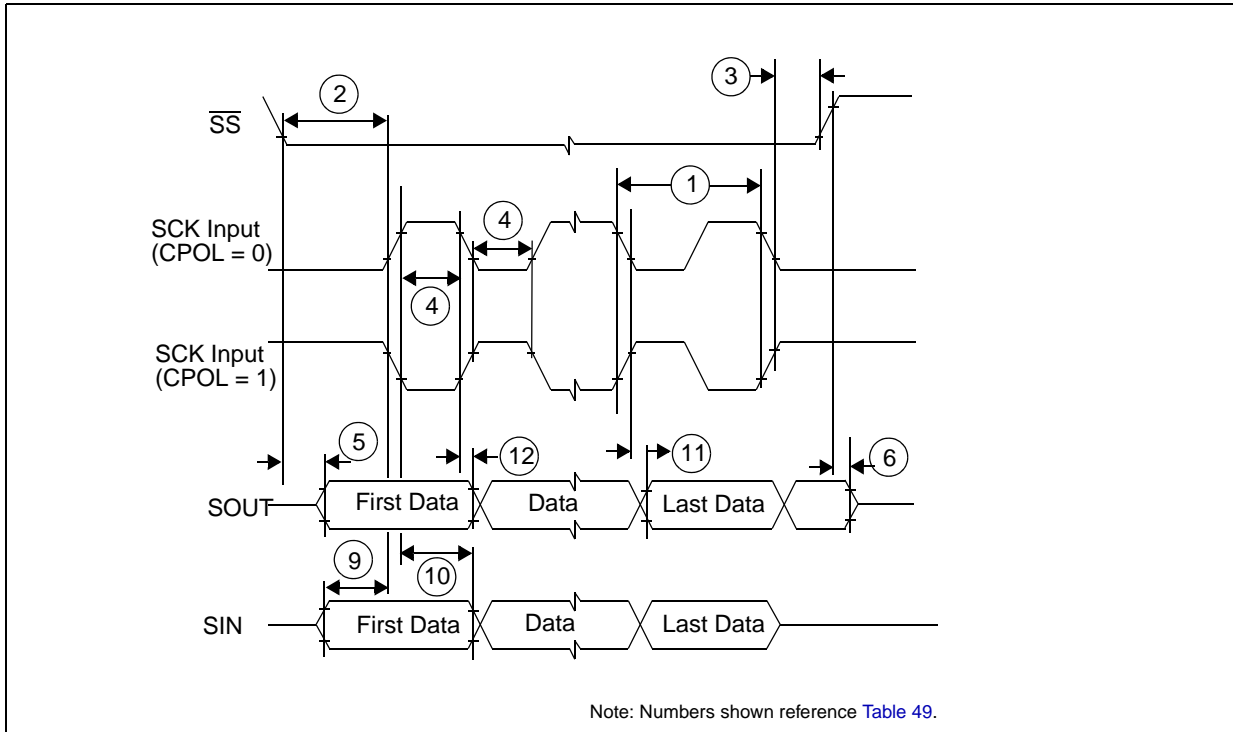 3
2
SS
1
SCK Input
(CPOL = 0)
4
4
SCK Input
(CPOL = 1)
5
12
11
6
SOUT
First Data
Data
Last Data
9
10
SIN
First Data
Data
Last Data
Note: Numbers shown reference Table 49.